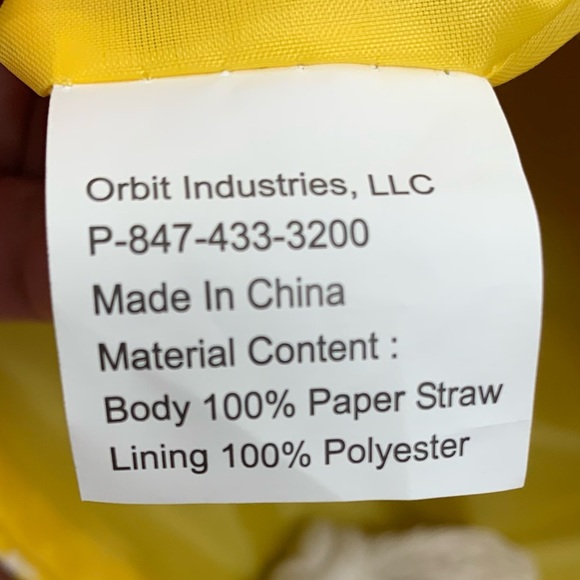 Orbit Industries, LLC
P-847-433-3200
Made In China
Material Content :
Body 100% Paper Straw
Lining 100% Polyester